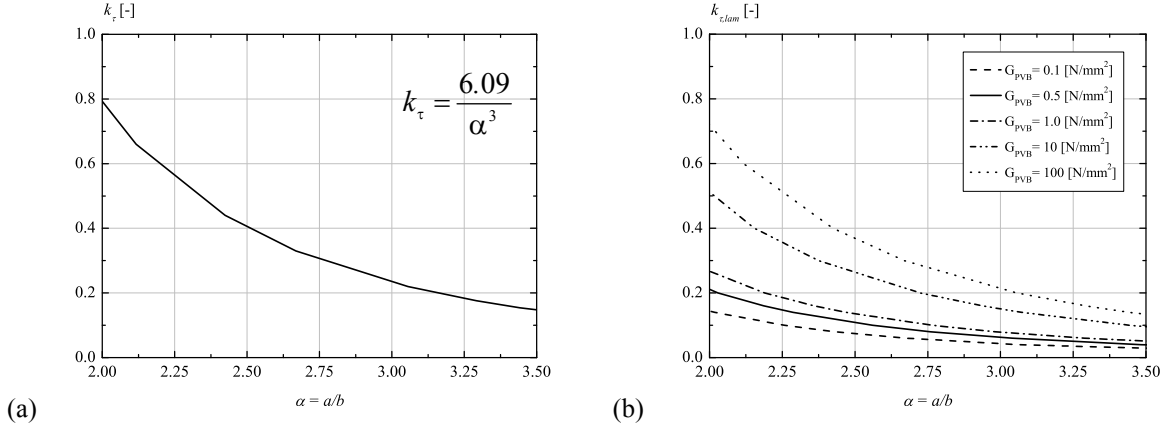 k_τ [-]
1.0
0.8
0.6
0.4
0.2
0.0
k_τ = 6.09 / α³
2.00 2.25 2.50 2.75 3.00 3.25 3.50
α = a/b
(a)
k_τ,lam [-]
1.0
0.8
0.6
0.4
0.2
0.0
G_PVB= 0.1 [N/mm²]
G_PVB= 0.5 [N/mm²]
G_PVB= 1.0 [N/mm²]
G_PVB= 10 [N/mm²]
G_PVB= 100 [N/mm²]
2.00 2.25 2.50 2.75 3.00 3.25 3.50
α = a/b
(b)